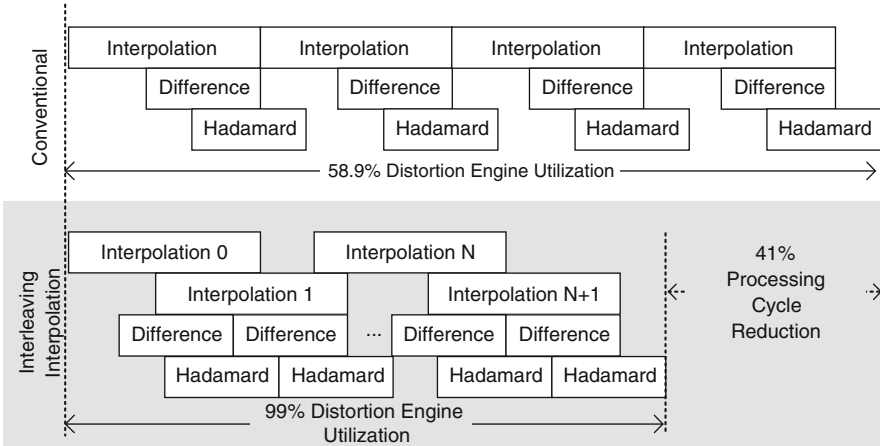 Conventional
Interpolation Interpolation Interpolation Interpolation
Difference Difference Difference Difference
Hadamard Hadamard Hadamard Hadamard
58.9% Distortion Engine Utilization
Interleaving
Interpolation
Interpolation 0 Interpolation N
Interpolation 1 Interpolation N+1
Difference Difference ... Difference Difference
Hadamard Hadamard Hadamard Hadamard
99% Distortion Engine
Utilization
41%
Processing
Cycle
Reduction